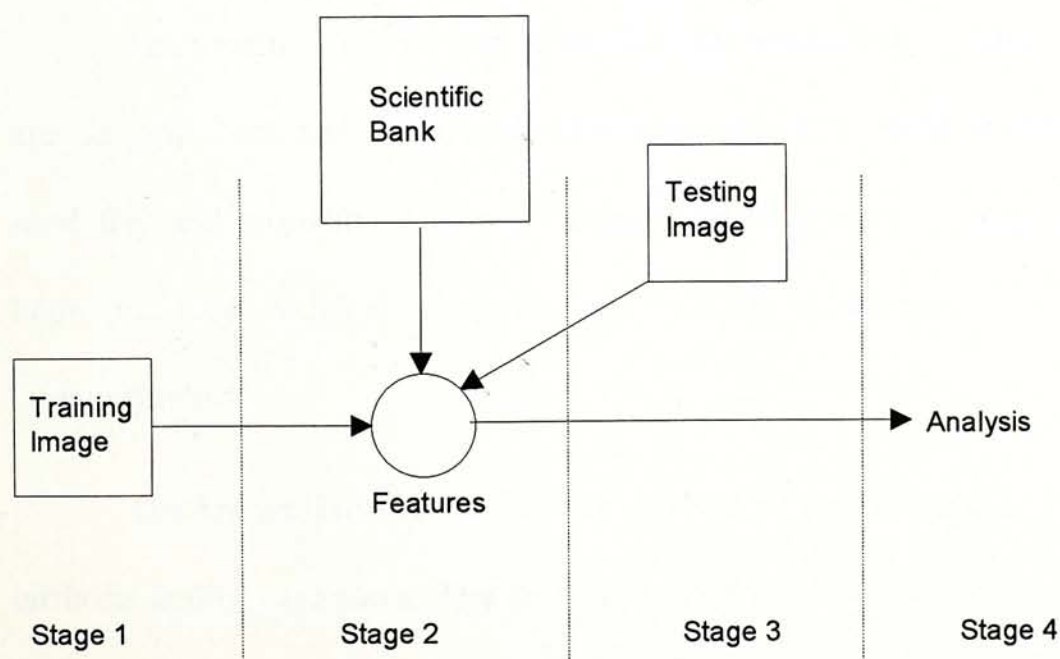 Scientific
Bank
Testing
Image
Training
Image
Analysis
Features
Stage 1
Stage 2
Stage 3
Stage 4